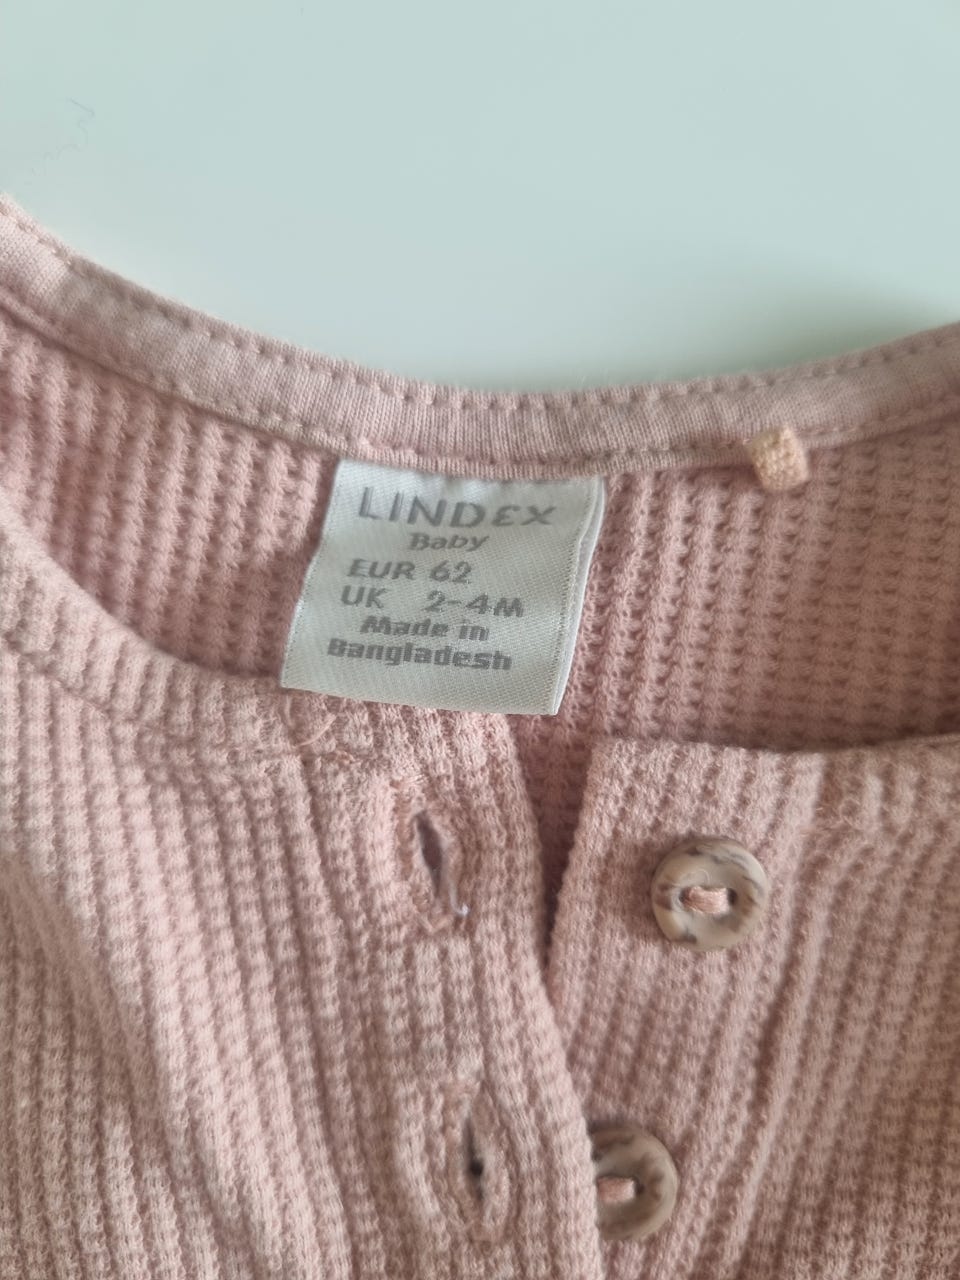 LINDEX
Baby
EUR 62
UK 2-4M
Made in
Bangladesh